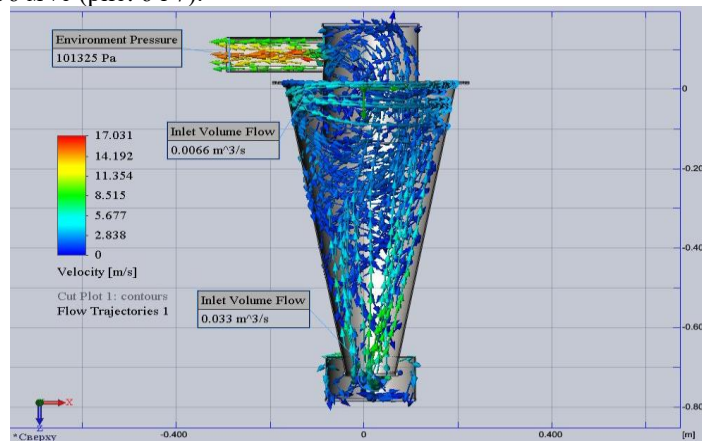 Environment Pressure
101325 Pa
Inlet Volume Flow
0.0066 m^3/s
17.031
14.192
11.354
8.515
5.677
2.838
0
Velocity [m/s]
Cut Plot 1: contours
Flow Trajectories 1
Inlet Volume Flow
0.033 m^3/s
0
-0.20
-0.40
-0.60
-0.80
X
Z
*Сверху
-0.400
0
0.400
[m]